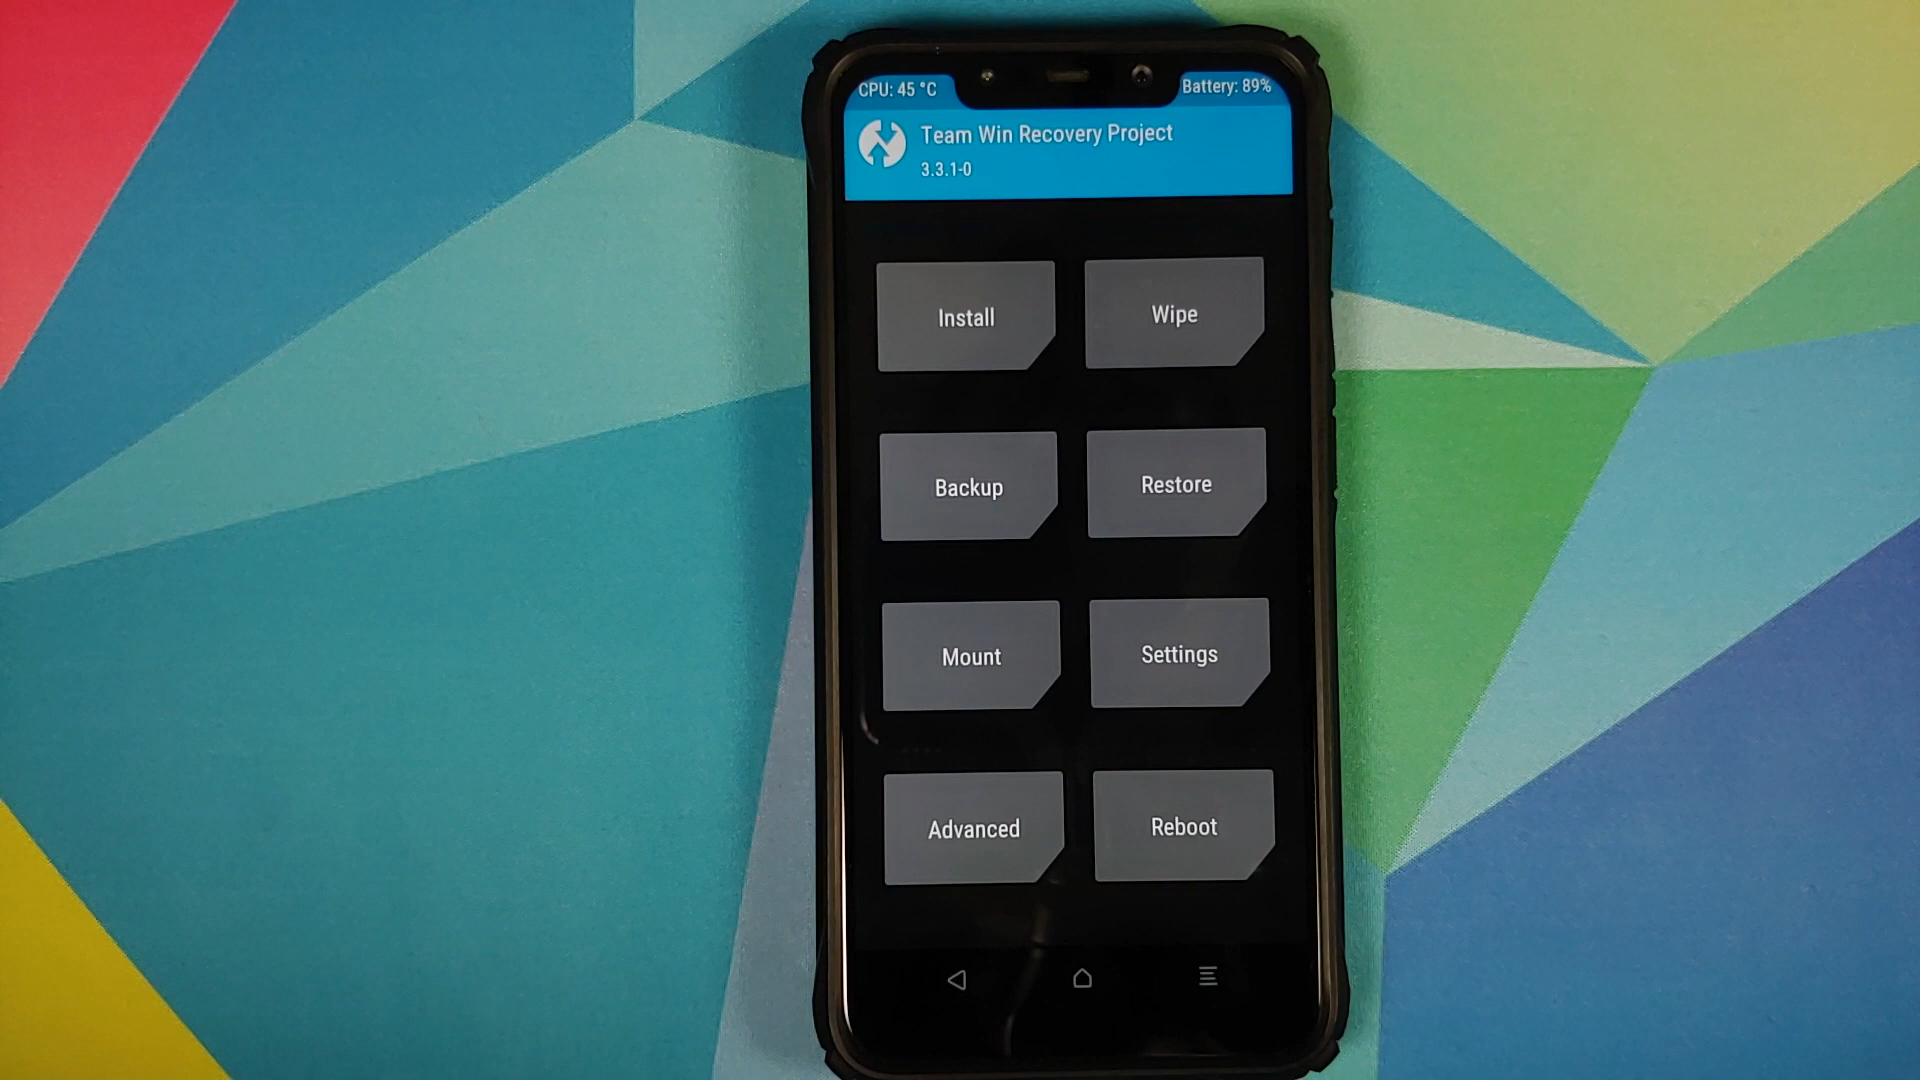 CPU: 45 °C
Battery: 89%
Team Win Recovery Project
3.3.1-0
Install
Wipe
Backup
Restore
Mount
Settings
Advanced
Reboot